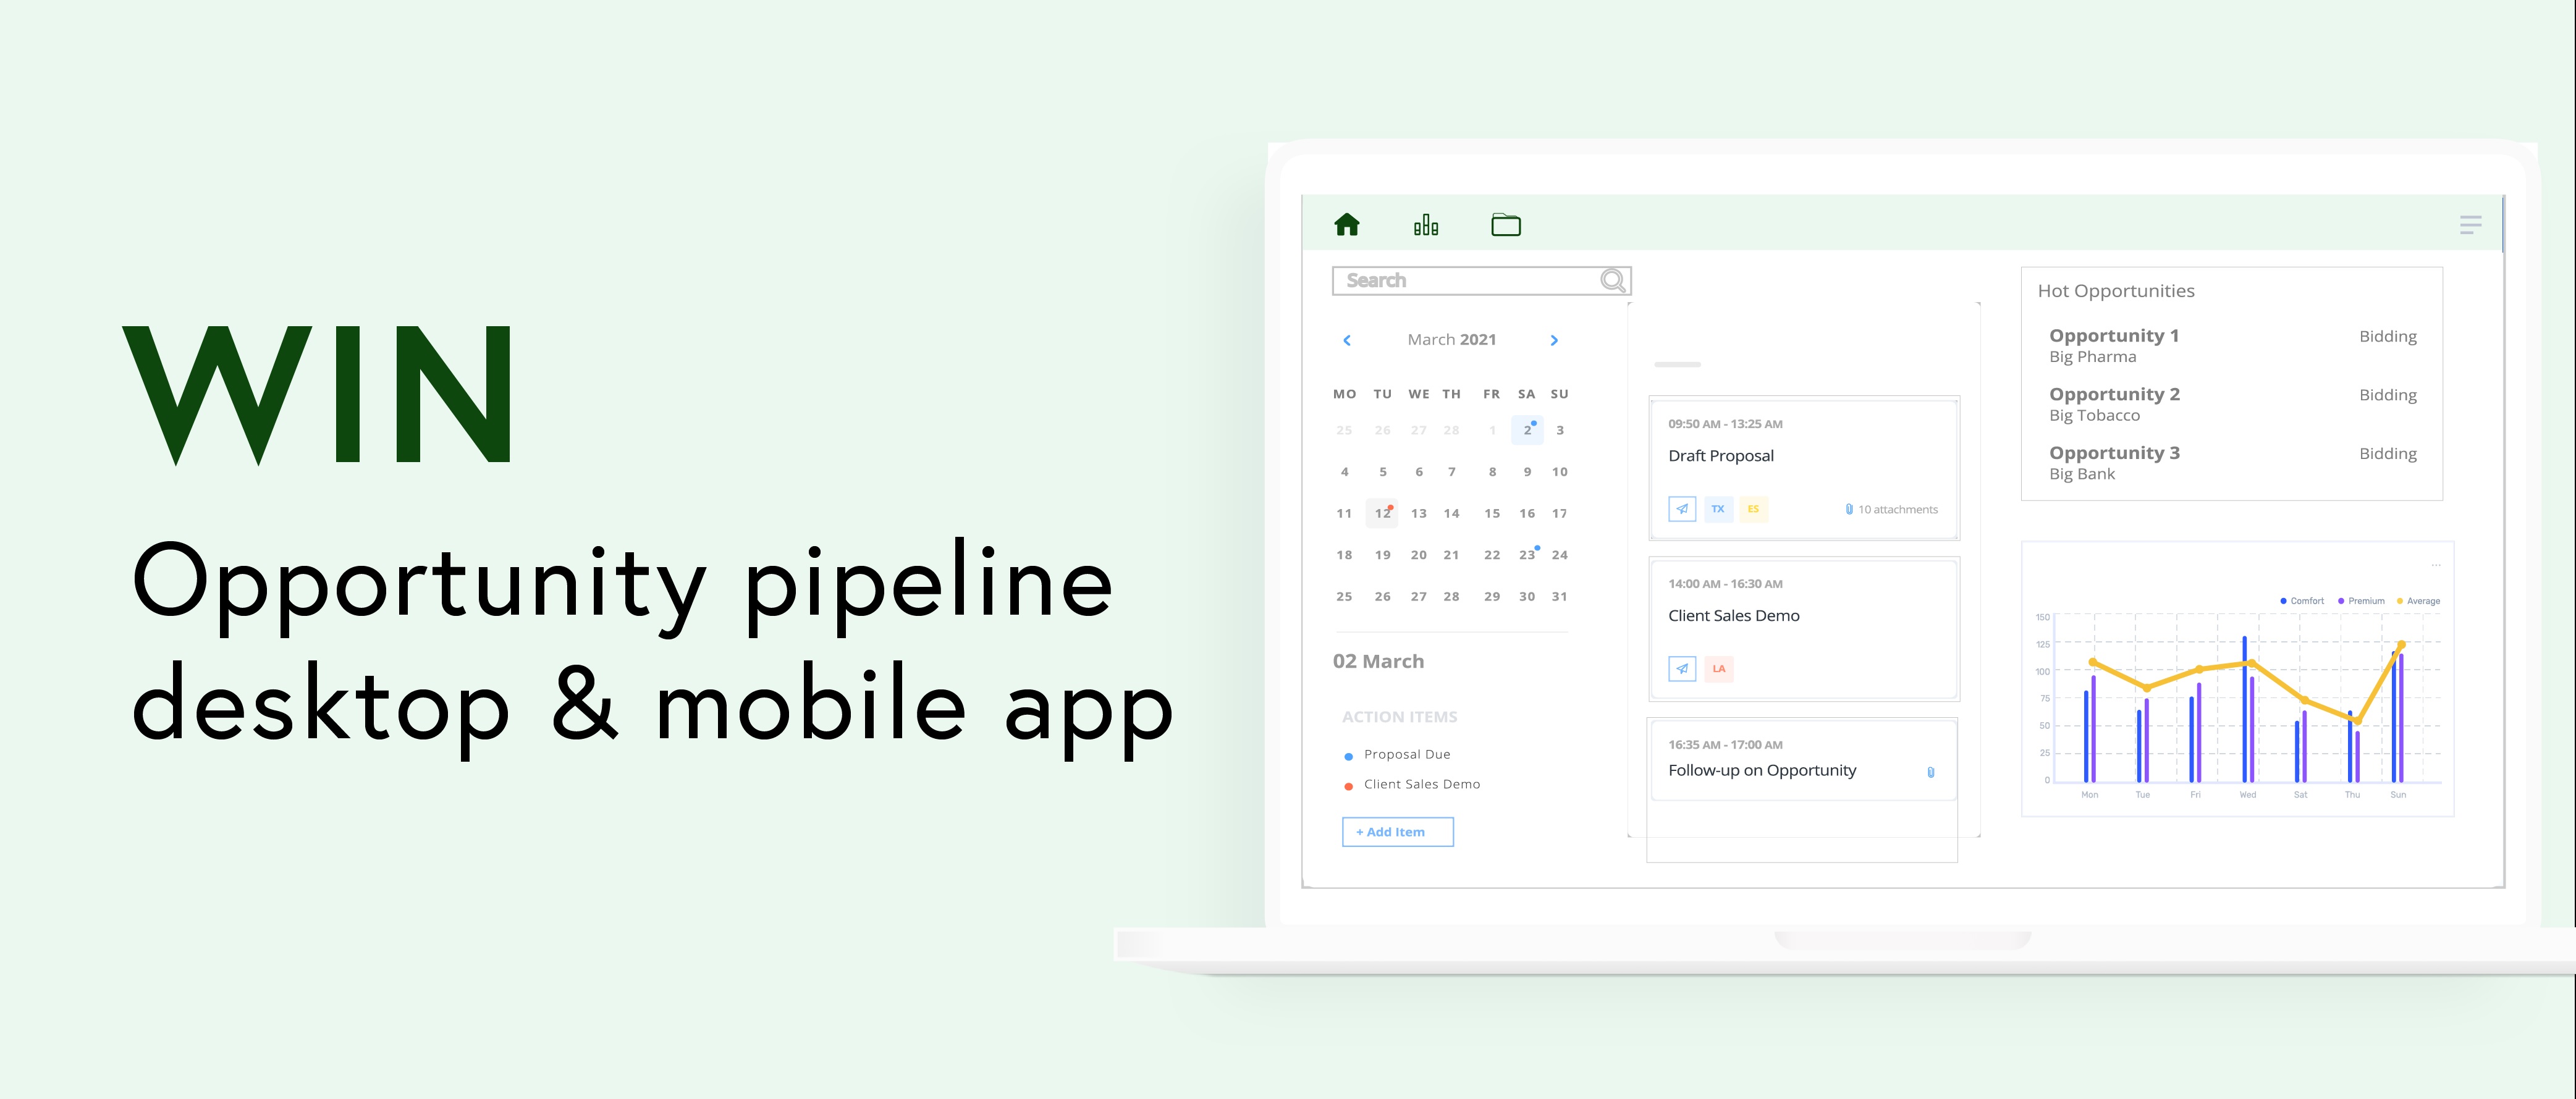 WIN
Opportunity pipeline
desktop & mobile app
Search
March 2021
MO TU WE TH FR SA SU
25 26 27 28 1 2 3
4 5 6 7 8 9 10
11 12 13 14 15 16 17
18 19 20 21 22 23 24
25 26 27 28 29 30 31
02 March
ACTION ITEMS
Proposal Due
Client Sales Demo
+ Add Item
09:50 AM - 13:25 AM
Draft Proposal
TX ES 10 attachments
14:00 AM - 16:30 AM
Client Sales Demo
LA
16:35 AM - 17:00 AM
Follow-up on Opportunity
Hot Opportunities
Opportunity 1 Bidding
Big Pharma
Opportunity 2 Bidding
Big Tobacco
Opportunity 3 Bidding
Big Bank
Comfort Premium Average
150
125
100
75
50
25
0
Mon Tue Fri Wed Sat Thu Sun